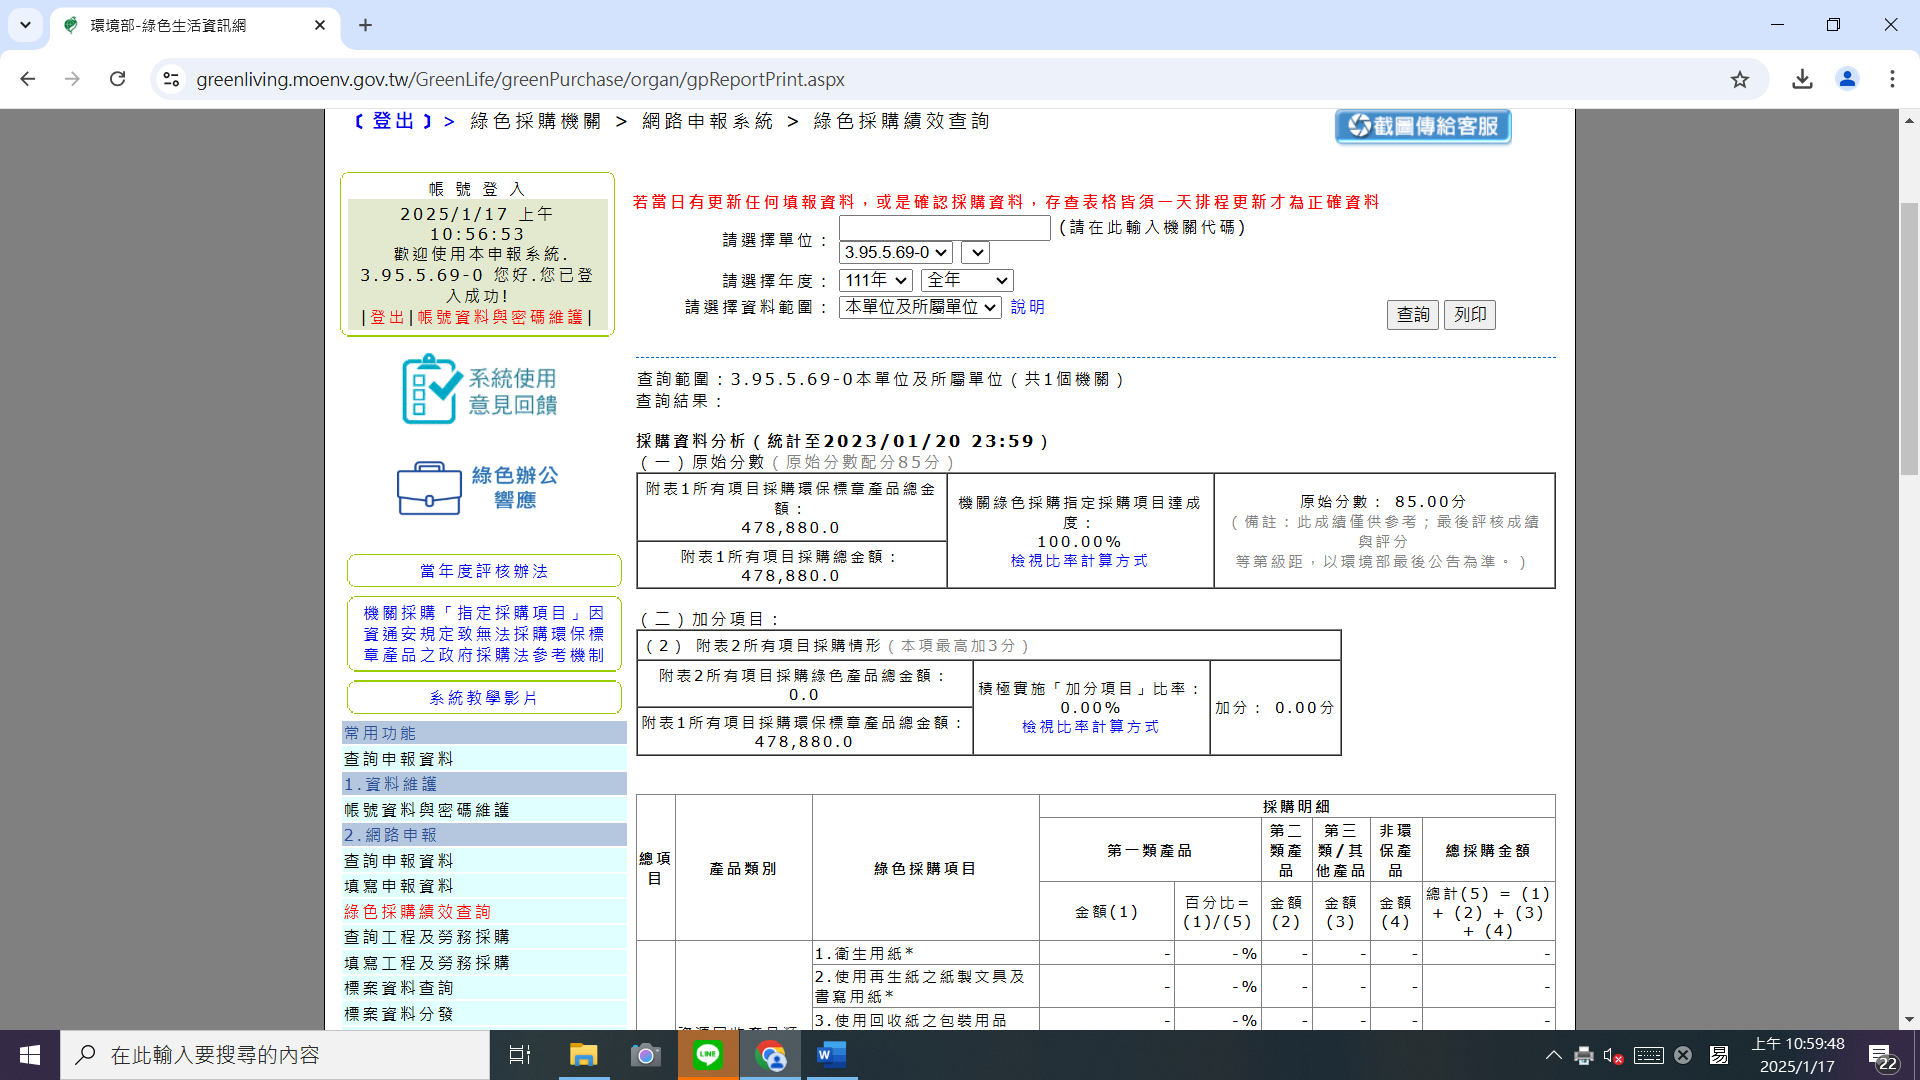 環境部-綠色生活資訊網
greenliving.moenv.gov.tw/GreenLife/greenPurchase/organ/gpReportPrint.aspx
【登出】> 綠色採購機關 > 網路申報系統 > 綠色採購績效查詢
截圖傳給客服
帳號登入
2025/1/17 上午
10:56:53
歡迎使用本申報系統.
3.95.5.69-0 您好.您已登
入成功!
|登出|帳號資料與密碼維護|
系統使用
意見回饋
綠色辦公
響應
當年度評核辦法
機關採購「指定採購項目」因
資通安規定致無法採購環保標
章產品之政府採購法參考機制
系統教學影片
常用功能
查詢申報資料
1.資料維護
帳號資料與密碼維護
2.網路申報
查詢申報資料
填寫申報資料
綠色採購績效查詢
查詢工程及勞務採購
填寫工程及勞務採購
標案資料查詢
標案資料分發
若當日有更新任何填報資料，或是確認採購資料，存查表格皆須一天排程更新才為正確資料
請選擇單位：
(請在此輸入機關代碼)
3.95.5.69-0
請選擇年度： 111年 全年
請選擇資料範圍： 本單位及所屬單位 說明
查詢 列印
查詢範圍：3.95.5.69-0本單位及所屬單位（共1個機關）
查詢結果：
採購資料分析（統計至2023/01/20 23:59）
（一）原始分數（原始分數配分85分）
附表1所有項目採購環保標章產品總金
額：
478,880.0
附表1所有項目採購總金額：
478,880.0
機關綠色採購指定採購項目達成
度：
100.00%
檢視比率計算方式
原始分數： 85.00分
（備註：此成績僅供參考；最後評核成績
與評分
等第級距，以環境部最後公告為準。）
（二）加分項目：
（2） 附表2所有項目採購情形（本項最高加3分）
附表2所有項目採購綠色產品總金額：
0.0
附表1所有項目採購環保標章產品總金額：
478,880.0
積極實施「加分項目」比率：
0.00%
檢視比率計算方式
加分： 0.00分
總項
目
產品類別
綠色採購項目
採購明細
第一類產品
第二
類產
品
第三
類/其
他產品
非環
保產
品
總採購金額
金額(1)
百分比=
(1)/(5)
金額
(2)
金額
(3)
金額
(4)
總計(5) = (1)
+ (2) + (3)
+ (4)
1.衛生用紙* - -% - - - -
2.使用再生紙之紙製文具及
書寫用紙* - -% - - - -
3.使用回收紙之包裝用品 - -% - - - -
在此輸入要搜尋的內容
LINE
W
易
上午 10:59:48
2025/1/17
22